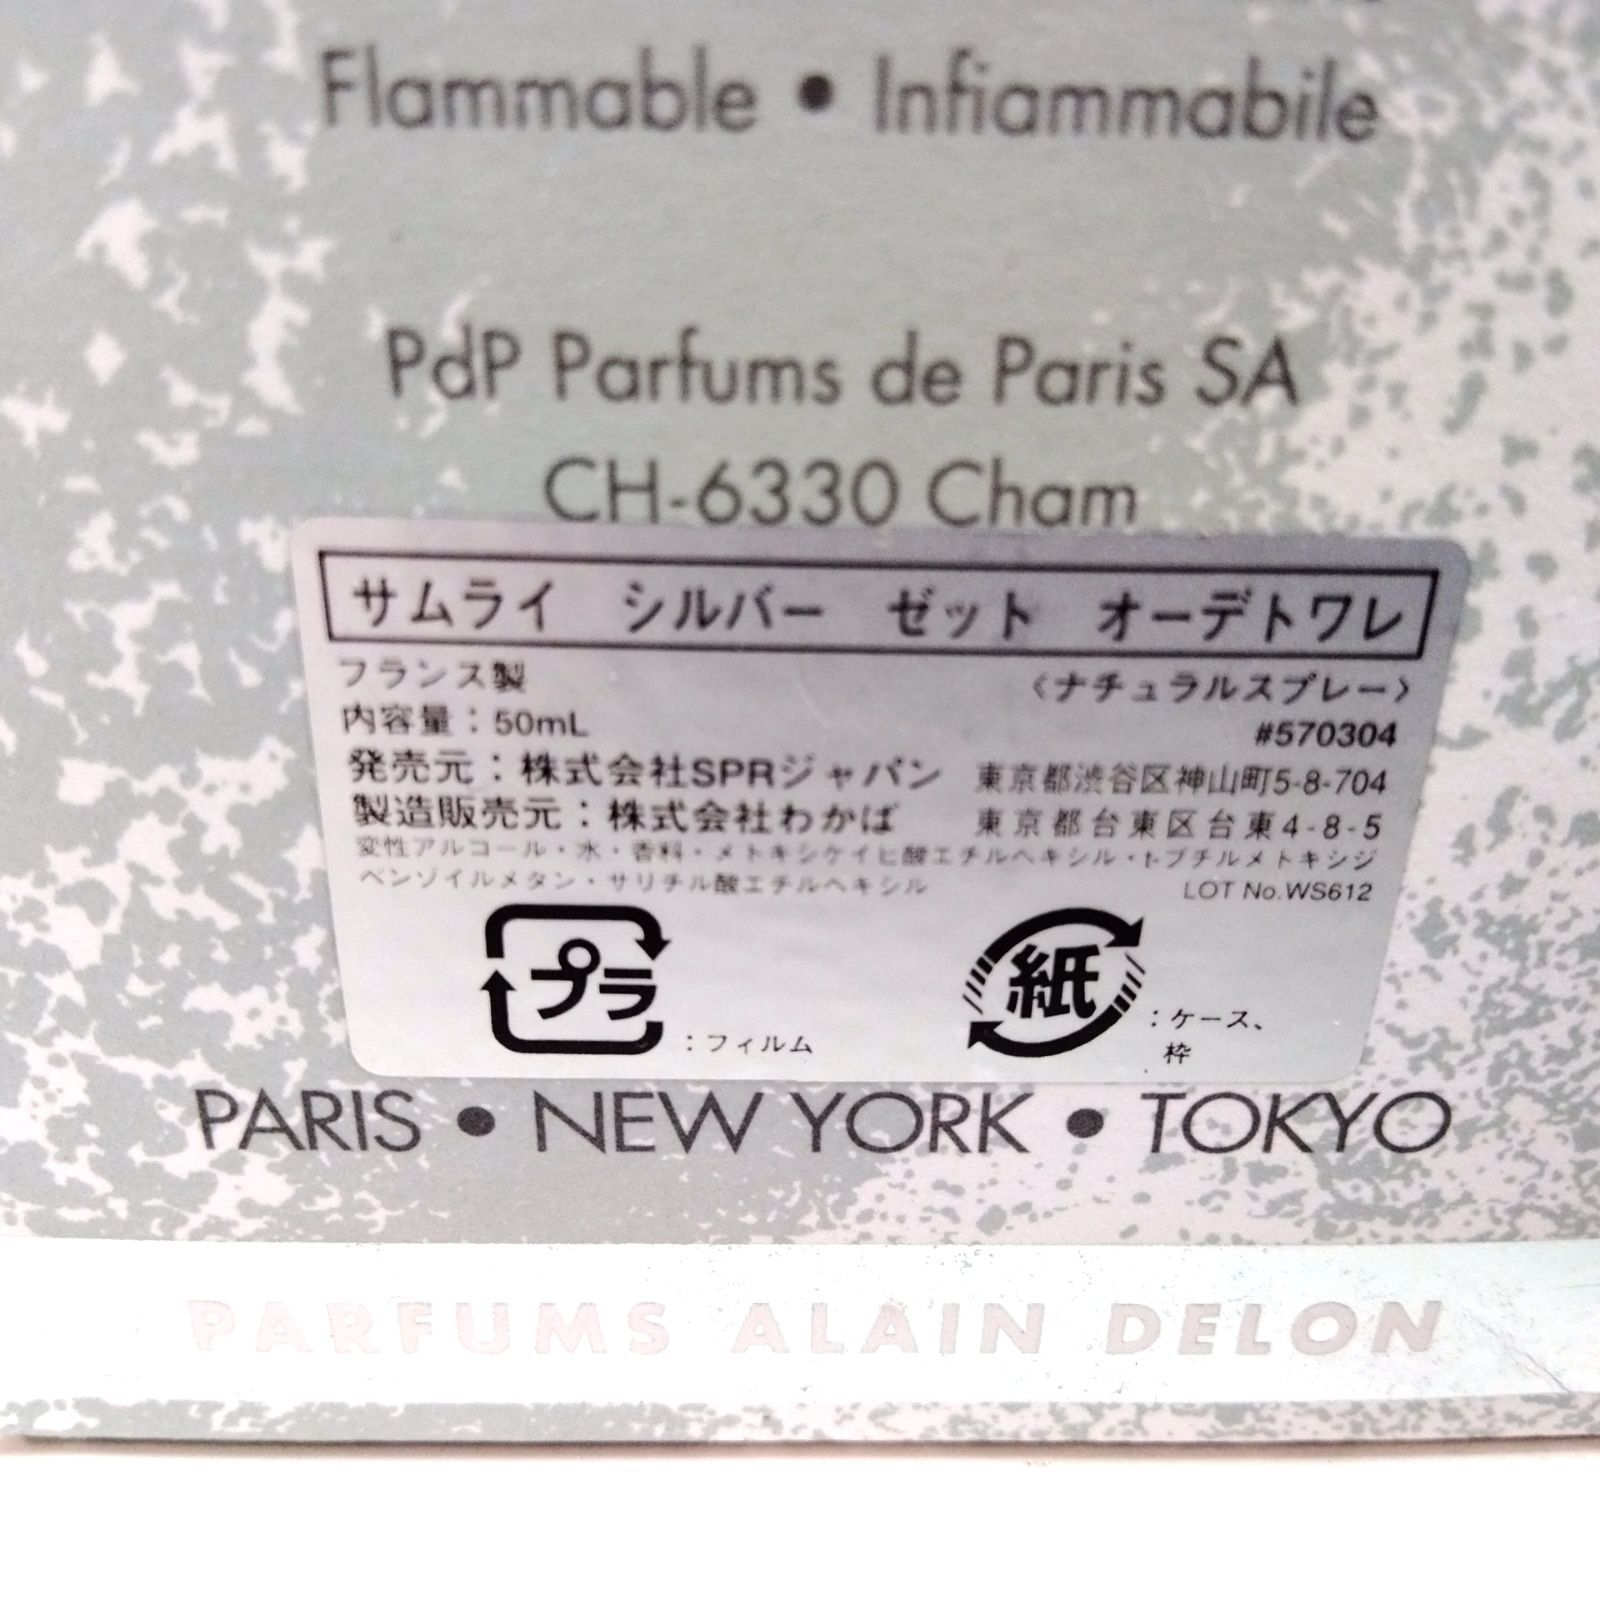 Flammable • Infiammabile
PdP Parfums de Paris SA
CH-6330 Cham
サムライ シルバー ゼット オーデトワレ
フランス製 〈ナチュラルスプレー〉
内容量：50mL #570304
発売元：株式会社SPRジャパン 東京都渋谷区神山町5-8-704
製造販売元：株式会社わかば 東京都台東区台東4-8-5
変性アルコール・水・香料・メトキシケイヒ酸エチルヘキシル・t-ブチルメトキシジ
ベンゾイルメタン・サリチル酸エチルヘキシル LOT No.WS612
プラ ：フィルム 紙 ：ケース、
枠
PARIS • NEW YORK • TOKYO
PARFUMS ALAIN DELON